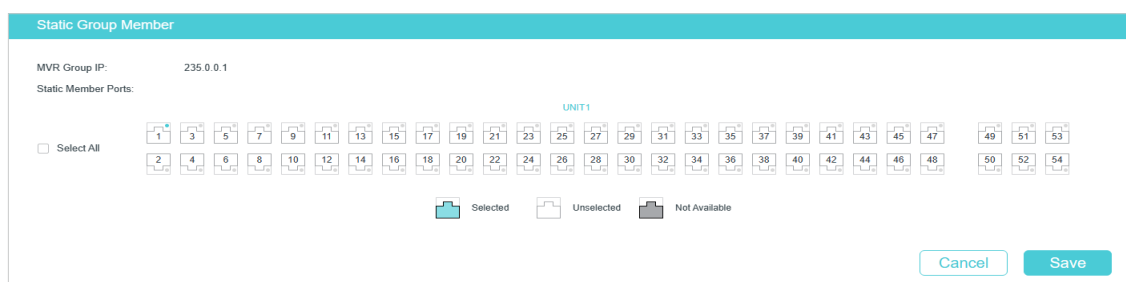 Static Group Member
MVR Group IP: 235.0.0.1
Static Member Ports:
UNIT1
1 3 5 7 9 11 13 15 17 19 21 23 25 27 29 31 33 35 37 39 41 43 45 47 49 51 53
Select All
2 4 6 8 10 12 14 16 18 20 22 24 26 28 30 32 34 36 38 40 42 44 46 48 50 52 54
Selected Unselected Not Available
Cancel Save